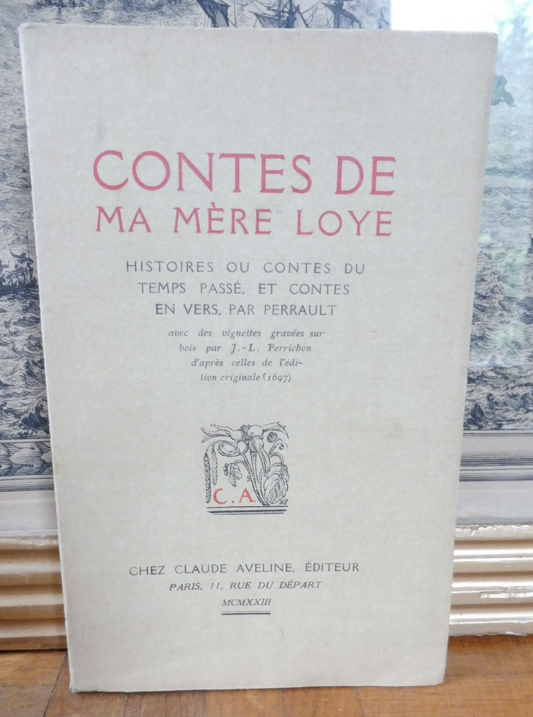 CONTES DE
MA MÈRE LOYE
HISTOIRES OU CONTES DU
TEMPS PASSÉ, ET CONTES
EN VERS, PAR PERRAULT
avec des vignettes gravées sur
bois par J.-L. Perrichon
d'après celles de l'édi-
tion originale (1697)
C. A.
CHEZ CLAUDE AVELINE, ÉDITEUR
PARIS, 11, RUE DU DÉPART
MCMXXIII